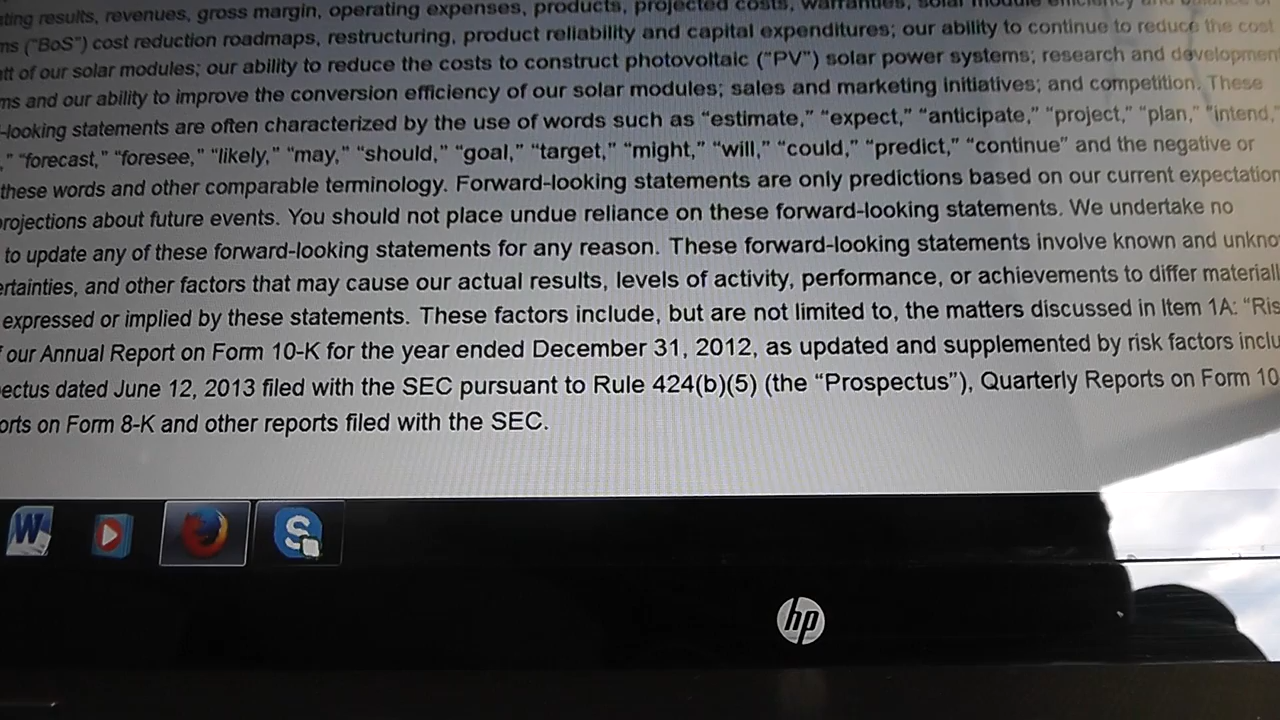 ting results, revenues, gross margin, operating expenses, products, projected costs, warranties, solar module efficiency and balance of
ms ("BoS") cost reduction roadmaps, restructuring, product reliability and capital expenditures; our ability to continue to reduce the cost
tt of our solar modules; our ability to reduce the costs to construct photovoltaic ("PV") solar power systems; research and developmen
ms and our ability to improve the conversion efficiency of our solar modules; sales and marketing initiatives; and competition. These
-looking statements are often characterized by the use of words such as “estimate,” “expect,” “anticipate,” “project,” “plan,” “intend,”
,” “forecast,” “foresee,” “likely,” “may,” “should,” “goal,” “target,” “might,” “will,” “could,” “predict,” “continue” and the negative or
these words and other comparable terminology. Forward-looking statements are only predictions based on our current expectation
projections about future events. You should not place undue reliance on these forward-looking statements. We undertake no
to update any of these forward-looking statements for any reason. These forward-looking statements involve known and unkno
ertainties, and other factors that may cause our actual results, levels of activity, performance, or achievements to differ materiall
expressed or implied by these statements. These factors include, but are not limited to, the matters discussed in Item 1A: “Ris
f our Annual Report on Form 10-K for the year ended December 31, 2012, as updated and supplemented by risk factors inclu
ectus dated June 12, 2013 filed with the SEC pursuant to Rule 424(b)(5) (the “Prospectus”), Quarterly Reports on Form 10
orts on Form 8-K and other reports filed with the SEC.
W
S
hp